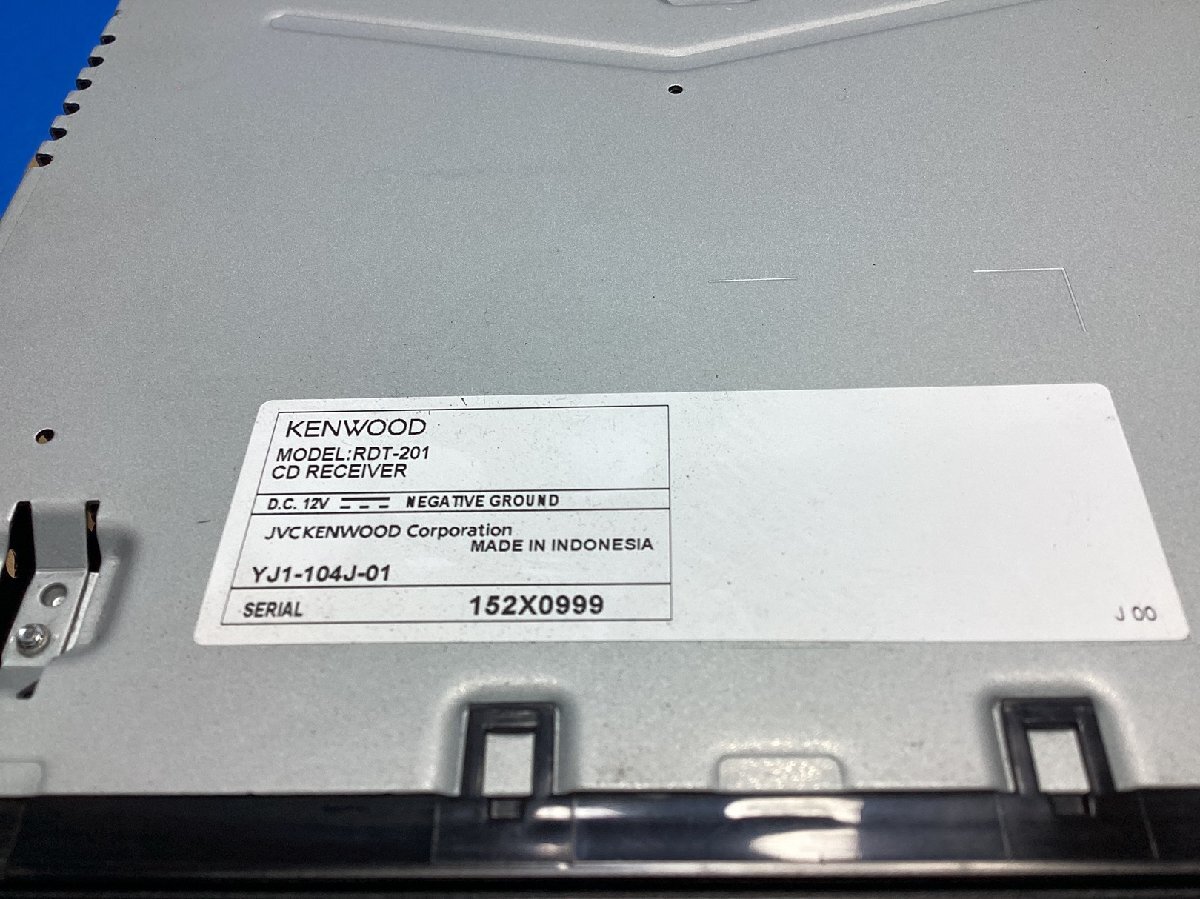 KENWOOD
MODEL:RDT-201
CD RECEIVER
D.C. 12V NEGATIVE GROUND
JVCKENWOOD Corporation
MADE IN INDONESIA
YJ1-104J-01
SERIAL 152X0999
J 00